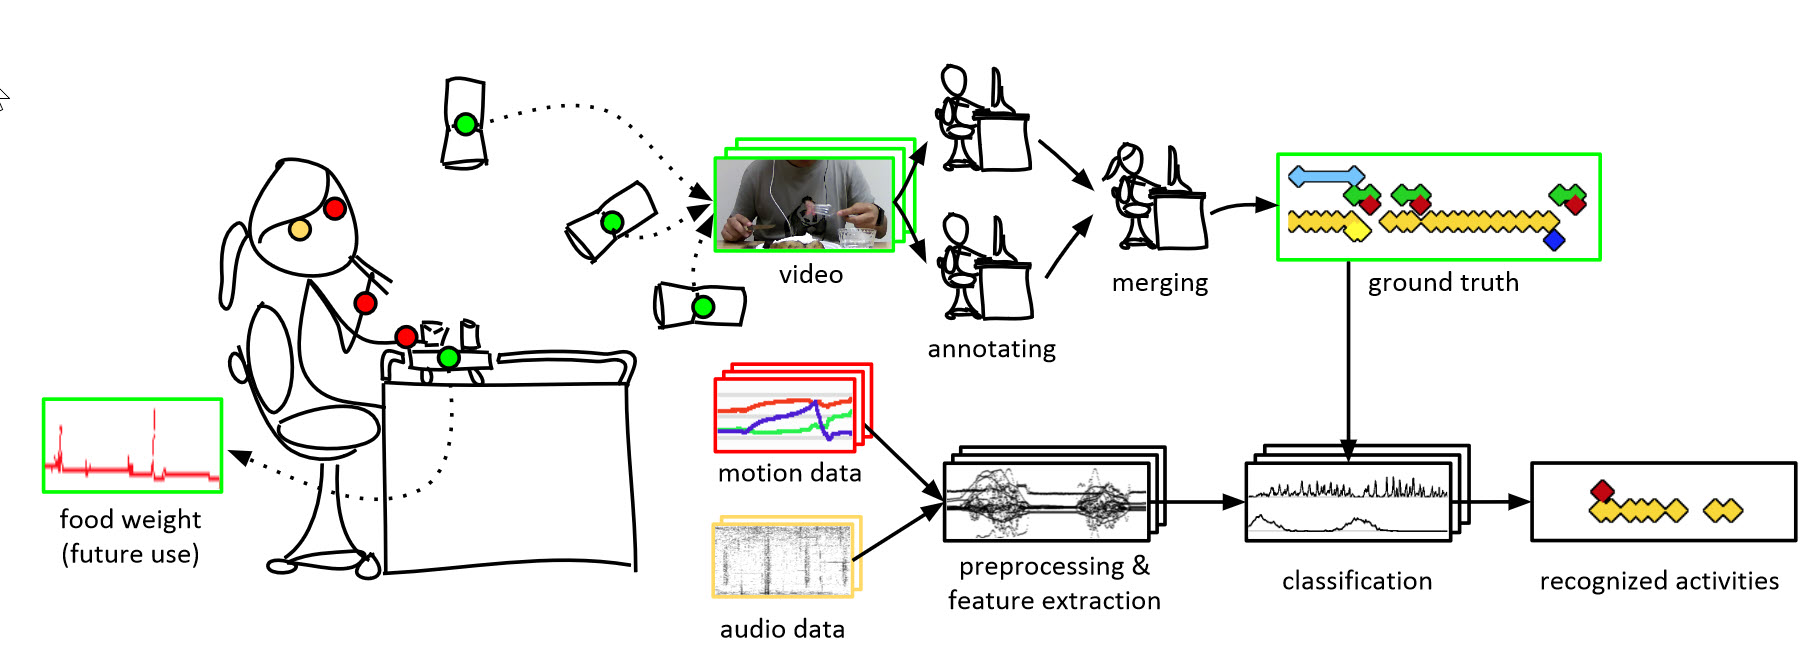 video
annotating
merging
ground truth
motion data
audio data
food weight
(future use)
preprocessing &
feature extraction
classification
recognized activities